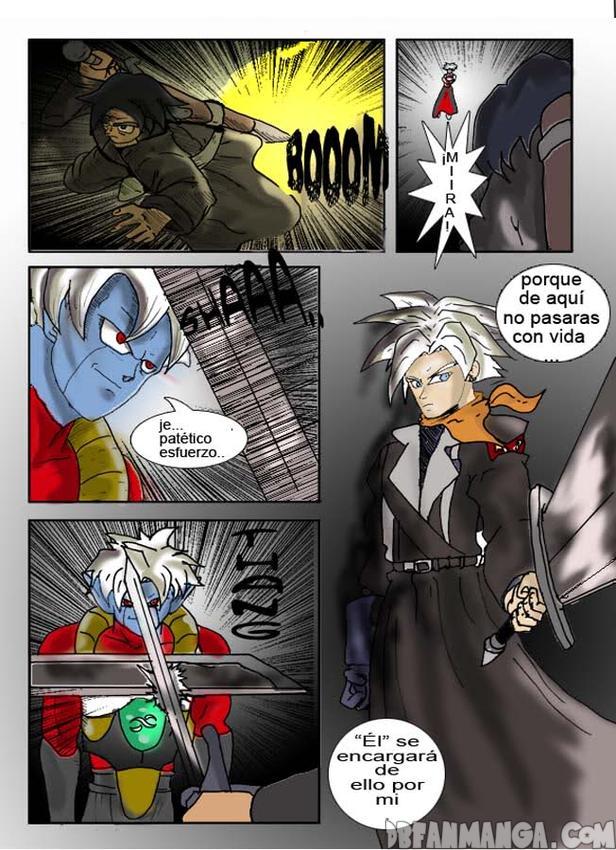 BOOOM
¡MIIRA!
SHAAA...
je...
patético
esfuerzo..
porque
de aquí
no pasaras
con vida
...
“Él” se
encargará
de
ello por
mi
DBFANMANGA.COM